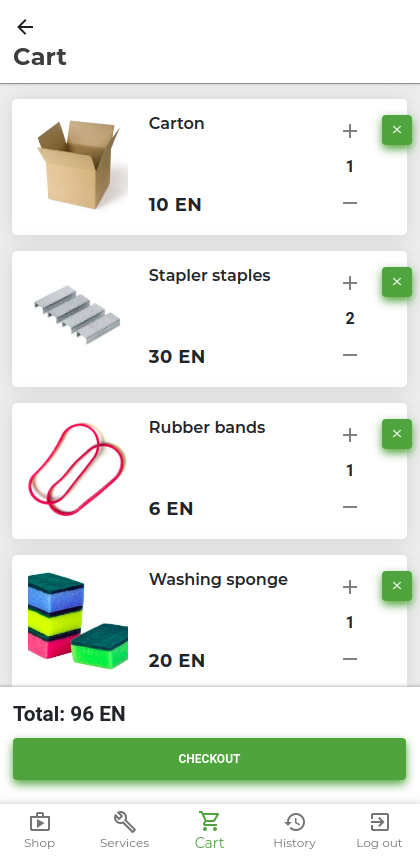 Cart
Carton
1
10 EN
Stapler staples
2
30 EN
Rubber bands
1
6 EN
Washing sponge
1
20 EN
Total: 96 EN
CHECKOUT
Shop Services Cart History Log out